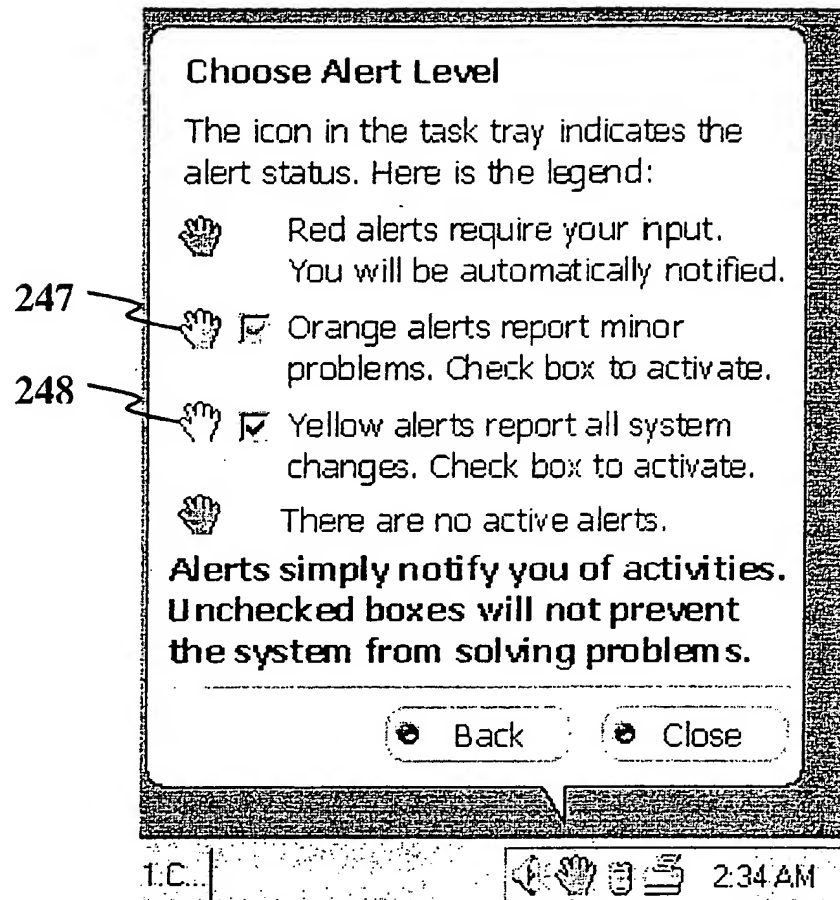 Choose Alert Level
The icon in the task tray indicates the
alert status. Here is the legend:
Red alerts require your input.
You will be automatically notified.
247
Orange alerts report minor
problems. Check box to activate.
248
Yellow alerts report all system
changes. Check box to activate.
There are no active alerts.
Alerts simply notify you of activities.
Unchecked boxes will not prevent
the system from solving problems.
Back Close
1.C... 2:34 AM